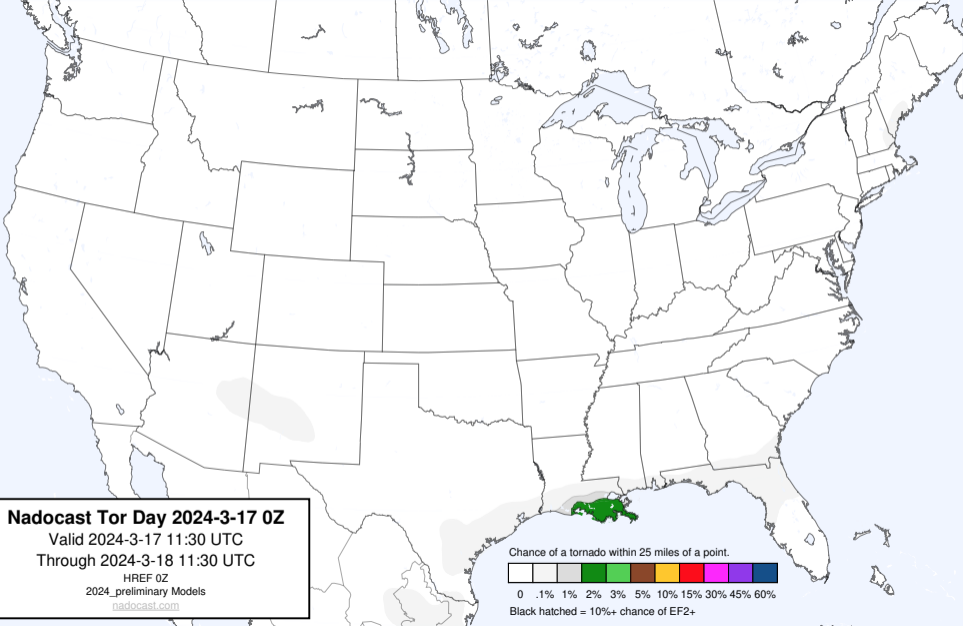 Nadocast Tor Day 2024-3-17 0Z
Valid 2024-3-17 11:30 UTC
Through 2024-3-18 11:30 UTC
HREF 0Z
2024_preliminary Models
nadocast.com
Chance of a tornado within 25 miles of a point.
0 .1% 1% 2% 3% 5% 10% 15% 30% 45% 60%
Black hatched = 10%+ chance of EF2+